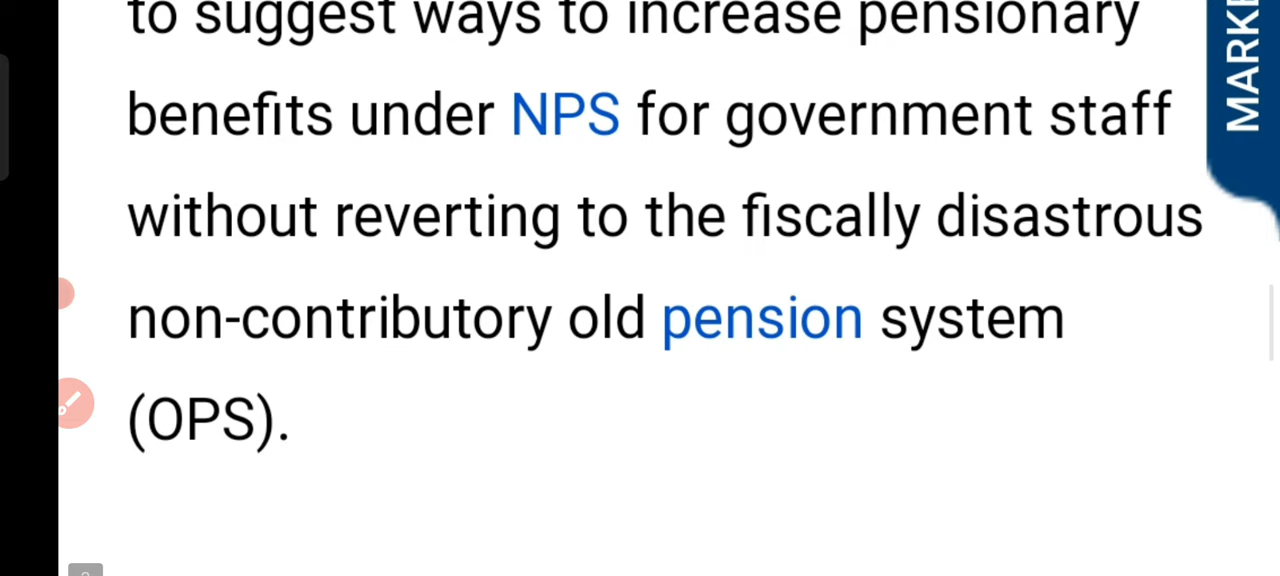 to suggest ways to increase pensionary
benefits under NPS for government staff
without reverting to the fiscally disastrous
non-contributory old pension system
(OPS).
MARKE